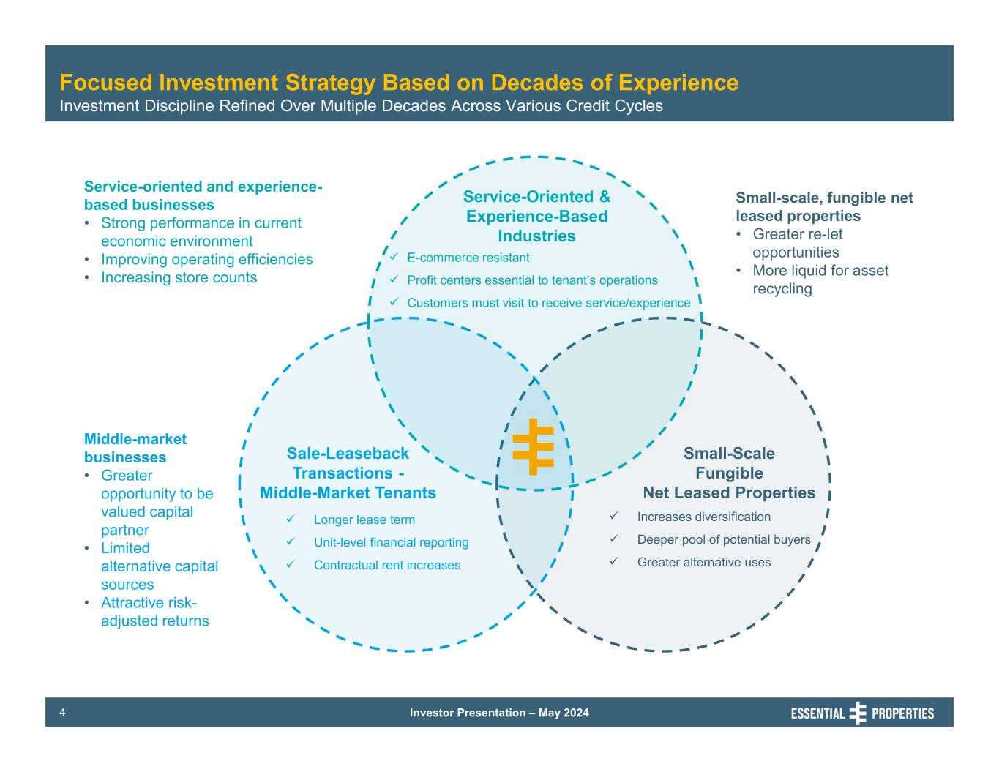 Focused Investment Strategy Based on Decades of Experience
Investment Discipline Refined Over Multiple Decades Across Various Credit Cycles
Service-oriented and experience-
based businesses
• Strong performance in current
economic environment
• Improving operating efficiencies
• Increasing store counts
Service-Oriented &
Experience-Based
Industries
✓ E-commerce resistant
✓ Profit centers essential to tenant’s operations
✓ Customers must visit to receive service/experience
Small-scale, fungible net
leased properties
• Greater re-let
opportunities
• More liquid for asset
recycling
Middle-market
businesses
• Greater
opportunity to be
valued capital
partner
• Limited
alternative capital
sources
• Attractive risk-
adjusted returns
Sale-Leaseback
Transactions -
Middle-Market Tenants
✓ Longer lease term
✓ Unit-level financial reporting
✓ Contractual rent increases
Small-Scale
Fungible
Net Leased Properties
✓ Increases diversification
✓ Deeper pool of potential buyers
✓ Greater alternative uses
4
Investor Presentation – May 2024
ESSENTIAL PROPERTIES